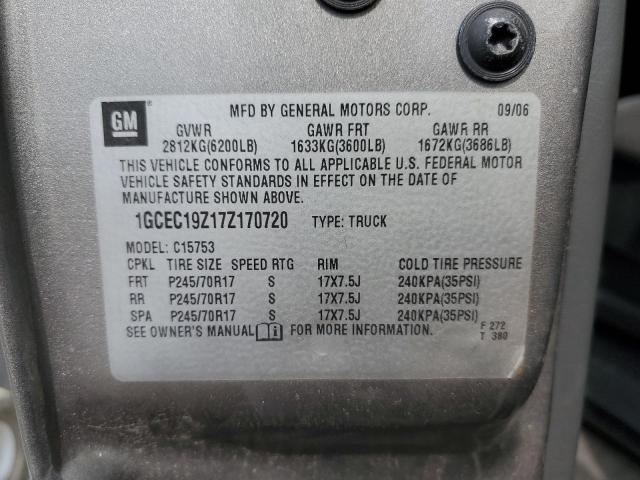 GM
MFD BY GENERAL MOTORS CORP. 09/06
GVWR GAWR FRT GAWR RR
2812KG(6200LB) 1633KG(3600LB) 1672KG(3686LB)
THIS VEHICLE CONFORMS TO ALL APPLICABLE U.S. FEDERAL MOTOR
VEHICLE SAFETY STANDARDS IN EFFECT ON THE DATE OF
MANUFACTURE SHOWN ABOVE.
1GCEC19Z17Z170720 TYPE: TRUCK
MODEL: C15753
CPKL TIRE SIZE SPEED RTG RIM COLD TIRE PRESSURE
FRT P245/70R17 S 17X7.5J 240KPA(35PSI)
RR P245/70R17 S 17X7.5J 240KPA(35PSI)
SPA P245/70R17 S 17X7.5J 240KPA(35PSI)
SEE OWNER'S MANUAL FOR MORE INFORMATION.
F 272
T 380